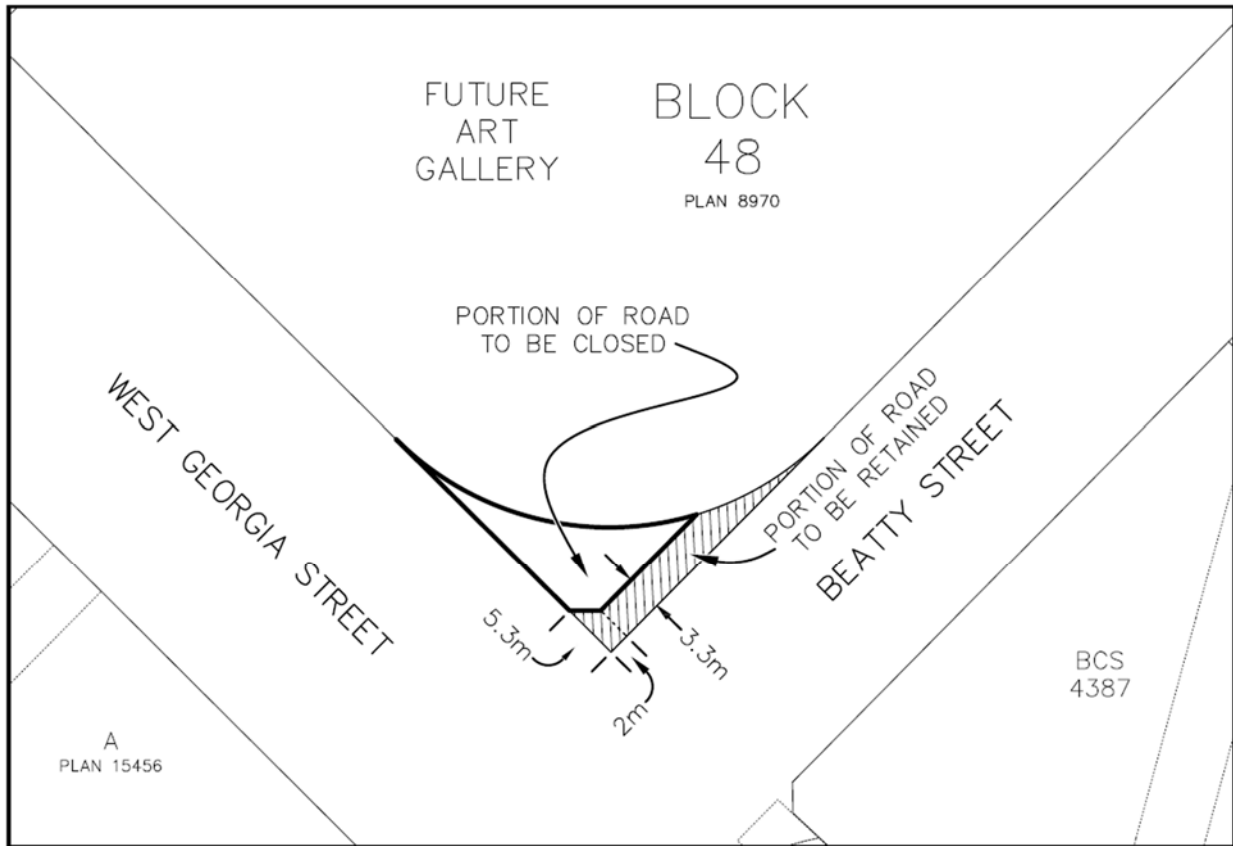 FUTURE
ART
GALLERY
BLOCK
48
PLAN 8970
PORTION OF ROAD
TO BE CLOSED
WEST GEORGIA STREET
PORTION OF ROAD
TO BE RETAINED
BEATTY STREET
5.3m
3.3m
2m
BCS
4387
A
PLAN 15456